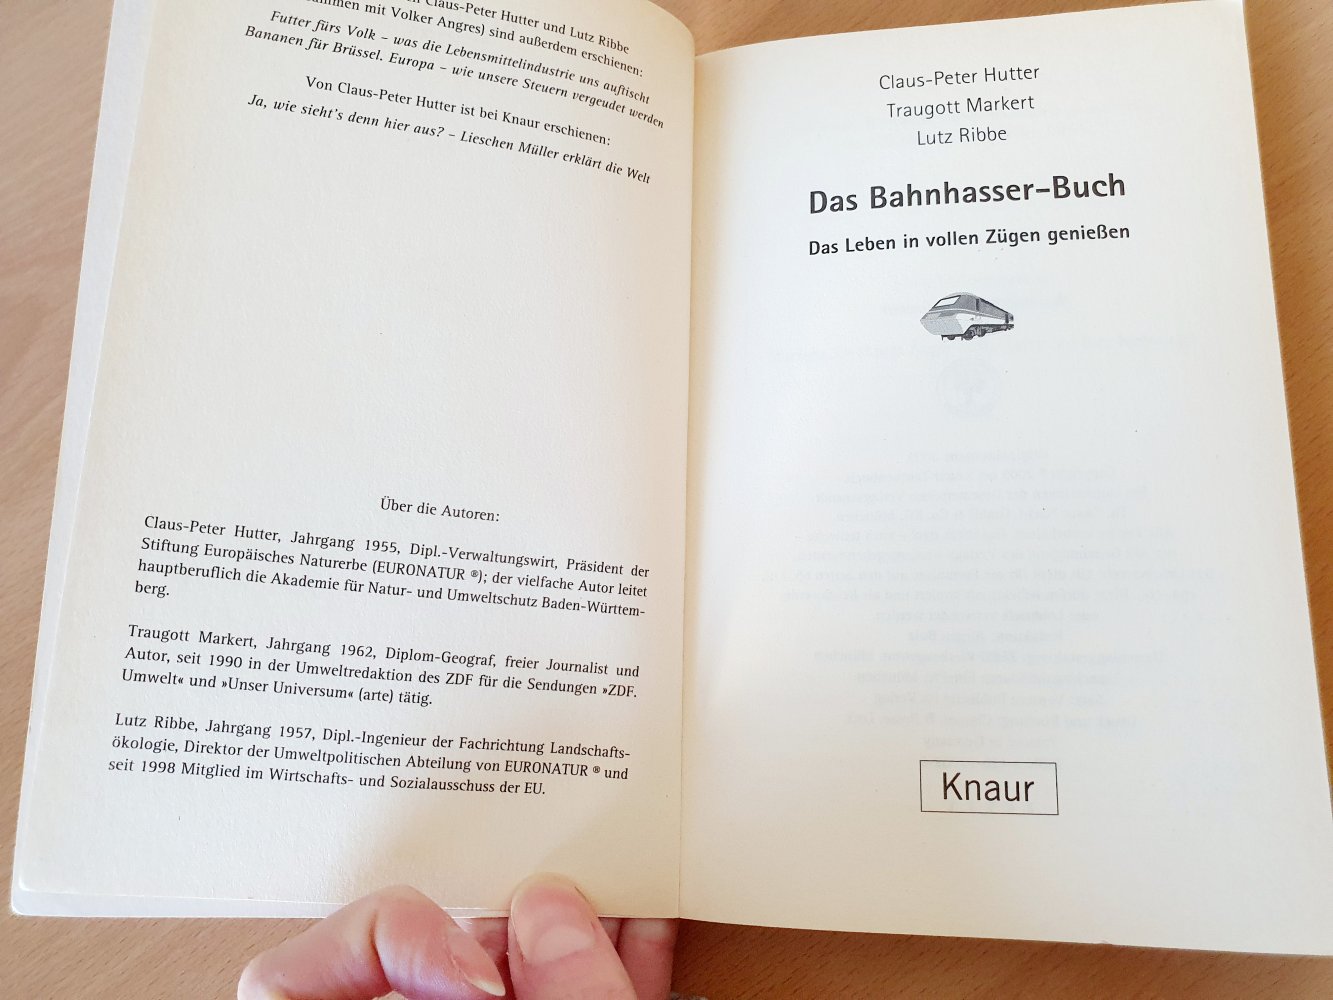 Claus-Peter Hutter und Lutz Ribbe
mit Volker Angres) sind außerdem erschienen:
Futter fürs Volk – was die Lebensmittelindustrie uns auftischt
Bananen für Brüssel. Europa – wie unsere Steuern vergeudet werden
Von Claus-Peter Hutter ist bei Knaur erschienen:
Ja, wie sieht's denn hier aus? – Lieschen Müller erklärt die Welt
Über die Autoren:
Claus-Peter Hutter, Jahrgang 1955, Dipl.-Verwaltungswirt, Präsident der
Stiftung Europäisches Naturerbe (EURONATUR ®); der vielfache Autor leitet
hauptberuflich die Akademie für Natur- und Umweltschutz Baden-Württem-
berg.
Traugott Markert, Jahrgang 1962, Diplom-Geograf, freier Journalist und
Autor, seit 1990 in der Umweltredaktion des ZDF für die Sendungen »ZDF.
Umwelt« und »Unser Universum« (arte) tätig.
Lutz Ribbe, Jahrgang 1957, Dipl.-Ingenieur der Fachrichtung Landschafts-
ökologie, Direktor der Umweltpolitischen Abteilung von EURONATUR ® und
seit 1998 Mitglied im Wirtschafts- und Sozialausschuss der EU.
Claus-Peter Hutter
Traugott Markert
Lutz Ribbe
Das Bahnhasser-Buch
Das Leben in vollen Zügen genießen
Knaur